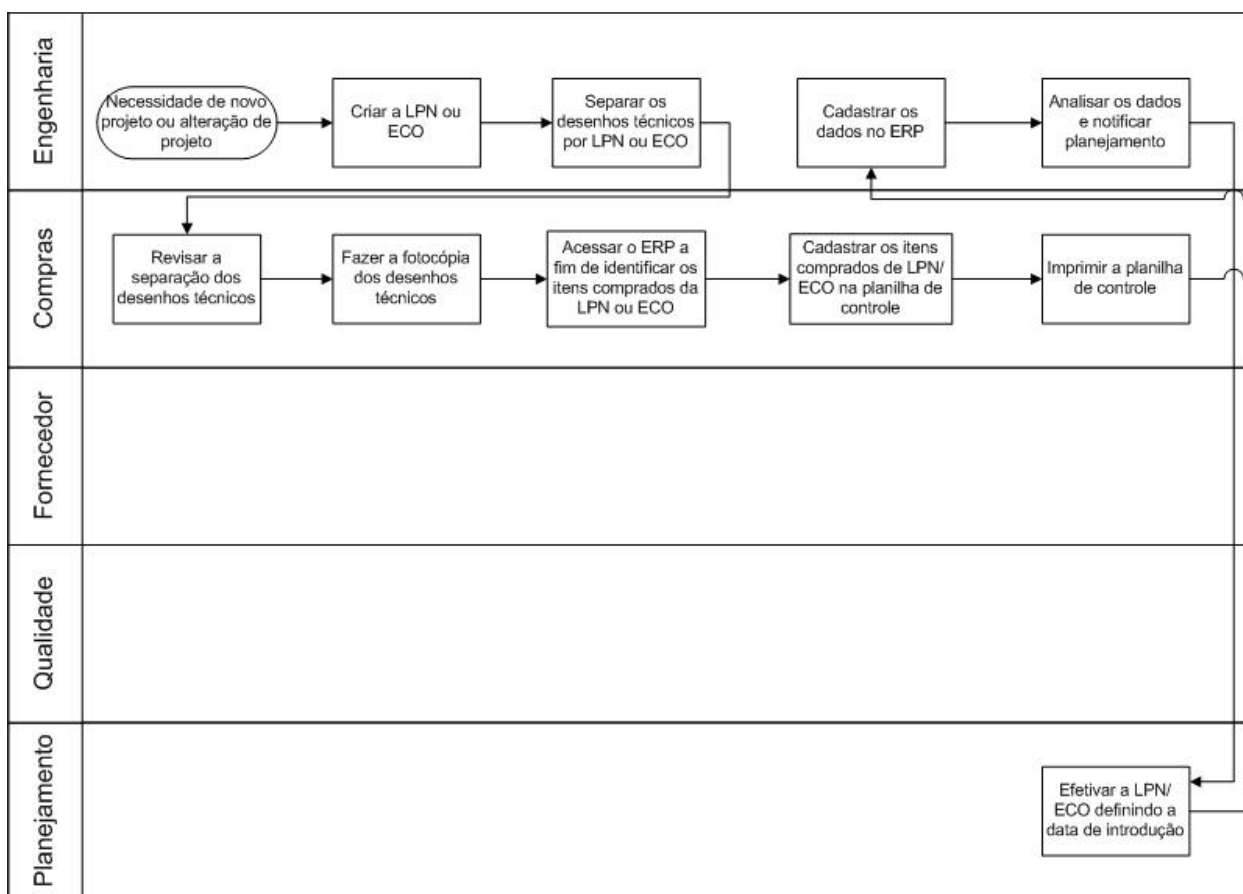 Engenharia
Necessidade de novo
projeto ou alteração de
projeto
Criar a LPN ou
ECO
Separar os
desenhos técnicos
por LPN ou ECO
Cadastrar os
dados no ERP
Analisar os dados
e notificar
planejamento
Compras
Revisar a
separação dos
desenhos técnicos
Fazer a fotocópia
dos desenhos
técnicos
Acessar o ERP a
fim de identificar os
itens comprados da
LPN ou ECO
Cadastrar os itens
comprados de LPN/
ECO na planilha de
controle
Imprimir a planilha
de controle
Fornecedor
Qualidade
Planejamento
Efetivar a LPN/
ECO definindo a
data de introdução